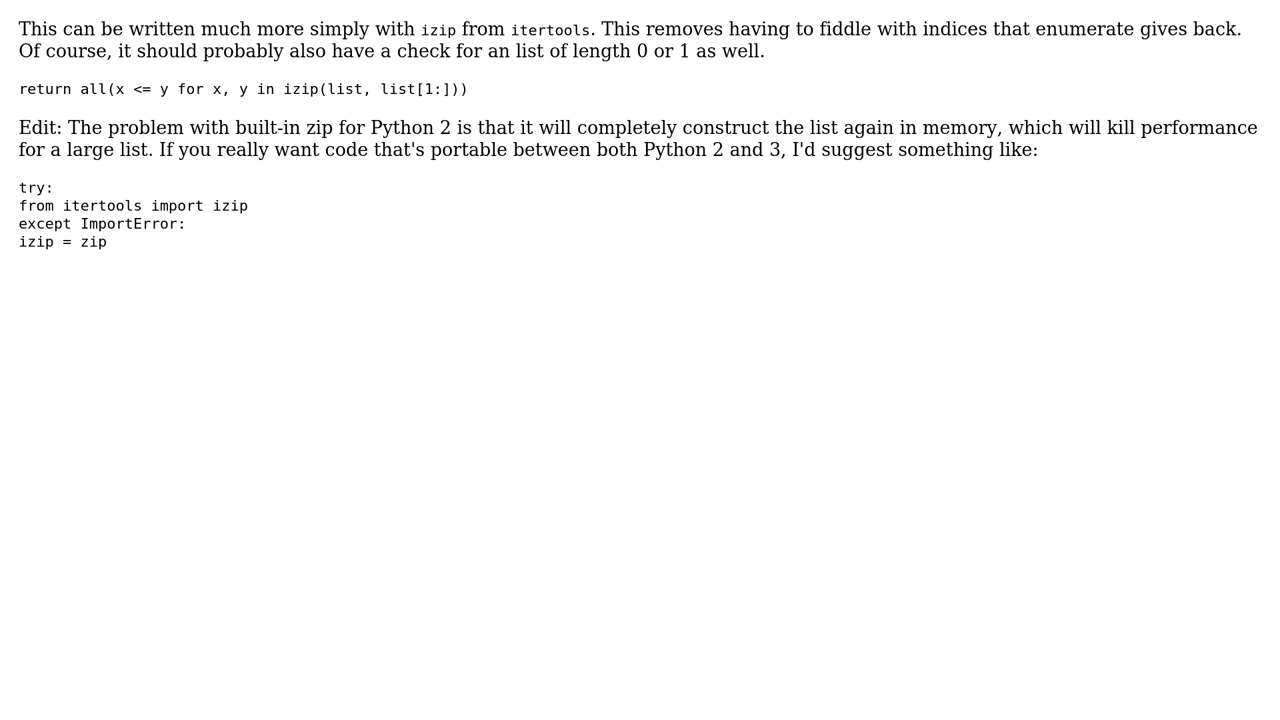 This can be written much more simply with izip from itertools. This removes having to fiddle with indices that enumerate gives back.
Of course, it should probably also have a check for an list of length 0 or 1 as well.
return all(x <= y for x, y in izip(list, list[1:]))
Edit: The problem with built-in zip for Python 2 is that it will completely construct the list again in memory, which will kill performance
for a large list. If you really want code that's portable between both Python 2 and 3, I'd suggest something like:
try:
from itertools import izip
except ImportError:
izip = zip